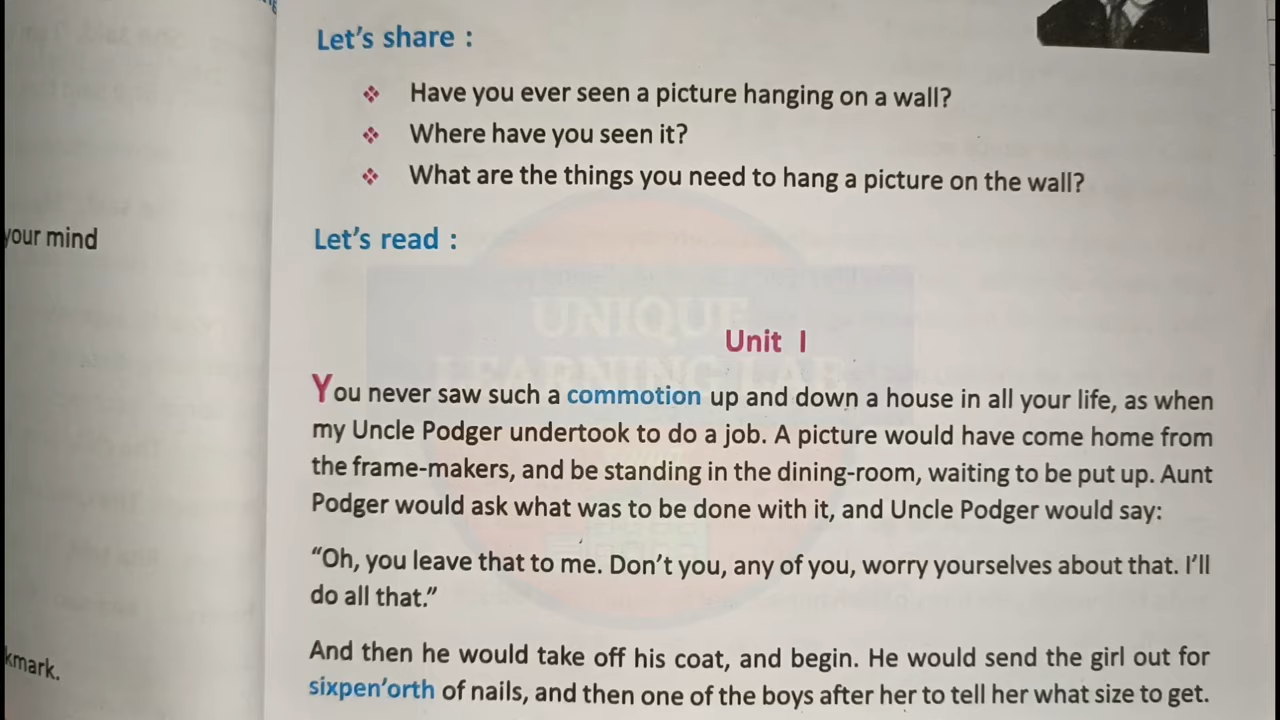 Let's share :
❖ Have you ever seen a picture hanging on a wall?
❖ Where have you seen it?
❖ What are the things you need to hang a picture on the wall?
your mind
Let's read :
UNIQUE
LEARNING LAB
Unit I
You never saw such a commotion up and down a house in all your life, as when
my Uncle Podger undertook to do a job. A picture would have come home from
the frame-makers, and be standing in the dining-room, waiting to be put up. Aunt
Podger would ask what was to be done with it, and Uncle Podger would say:
“Oh, you leave that to me. Don't you, any of you, worry yourselves about that. I'll
do all that.”
And then he would take off his coat, and begin. He would send the girl out for
kmark.
sixpen'orth of nails, and then one of the boys after her to tell her what size to get.